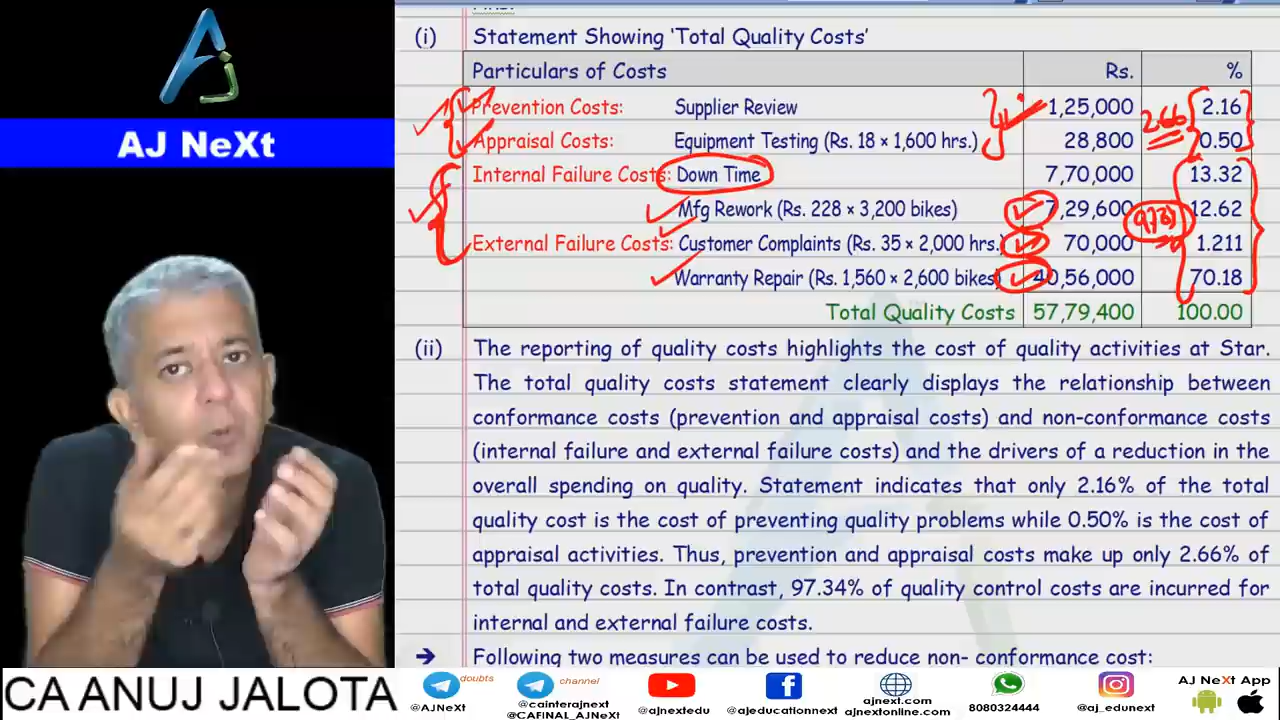 AJ NeXt
(i) Statement Showing ‘Total Quality Costs’
Particulars of Costs Rs. %
Prevention Costs: Supplier Review 1,25,000 2.16
Appraisal Costs: Equipment Testing (Rs. 18 × 1,600 hrs.) 28,800 0.50
Internal Failure Costs: Down Time 7,70,000 13.32
Mfg Rework (Rs. 228 × 3,200 bikes) 7,29,600 12.62
External Failure Costs: Customer Complaints (Rs. 35 × 2,000 hrs.) 70,000 1.211
Warranty Repair (Rs. 1,560 × 2,600 bikes) 40,56,000 70.18
Total Quality Costs 57,79,400 100.00
2.66
(ii) The reporting of quality costs highlights the cost of quality activities at Star.
The total quality costs statement clearly displays the relationship between
conformance costs (prevention and appraisal costs) and non-conformance costs
(internal failure and external failure costs) and the drivers of a reduction in the
overall spending on quality. Statement indicates that only 2.16% of the total
quality cost is the cost of preventing quality problems while 0.50% is the cost of
appraisal activities. Thus, prevention and appraisal costs make up only 2.66% of
total quality costs. In contrast, 97.34% of quality control costs are incurred for
internal and external failure costs.
➔ Following two measures can be used to reduce non- conformance cost:
CA ANUJ JALOTA
doubts
@AJNeXt
channel
@cainterajnext
@CAFINAL_AJNeXt
@ajnextedu
@ajeducationnext
ajnext.com
ajnextonline.com
8080324444
@aj_edunext
AJ NeXt App